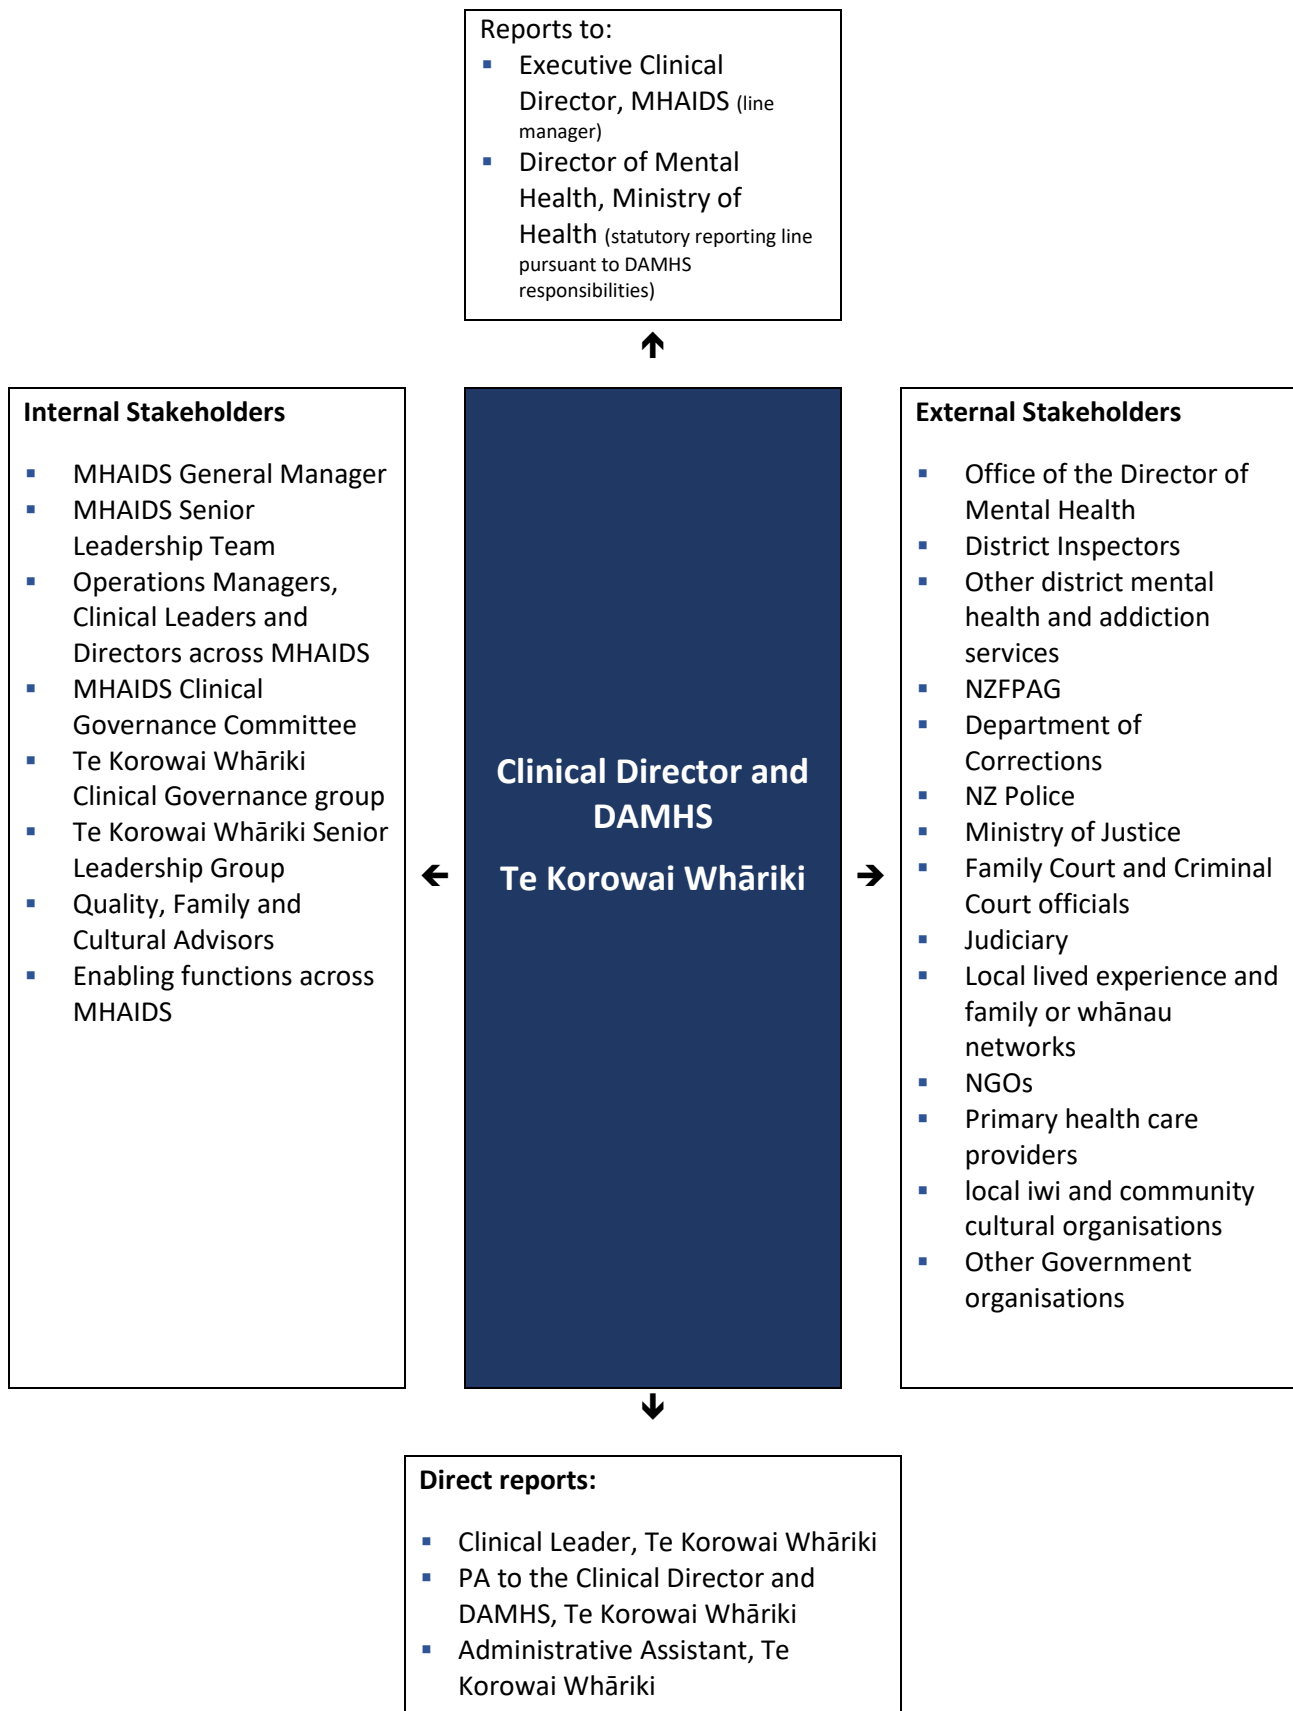 Reports to:
▪ Executive Clinical
Director, MHAIDS (line
manager)
▪ Director of Mental
Health, Ministry of
Health (statutory reporting line
pursuant to DAMHS
responsibilities)
Internal Stakeholders
▪ MHAIDS General Manager
▪ MHAIDS Senior
Leadership Team
▪ Operations Managers,
Clinical Leaders and
Directors across MHAIDS
▪ MHAIDS Clinical
Governance Committee
▪ Te Korowai Whāriki
Clinical Governance group
▪ Te Korowai Whāriki Senior
Leadership Group
▪ Quality, Family and
Cultural Advisors
▪ Enabling functions across
MHAIDS
Clinical Director and
DAMHS
Te Korowai Whāriki
External Stakeholders
▪ Office of the Director of
Mental Health
▪ District Inspectors
▪ Other district mental
health and addiction
services
▪ NZFPAG
▪ Department of
Corrections
▪ NZ Police
▪ Ministry of Justice
▪ Family Court and Criminal
Court officials
▪ Judiciary
▪ Local lived experience and
family or whānau
networks
▪ NGOs
▪ Primary health care
providers
▪ local iwi and community
cultural organisations
▪ Other Government
organisations
Direct reports:
▪ Clinical Leader, Te Korowai Whāriki
▪ PA to the Clinical Director and
DAMHS, Te Korowai Whāriki
▪ Administrative Assistant, Te
Korowai Whāriki